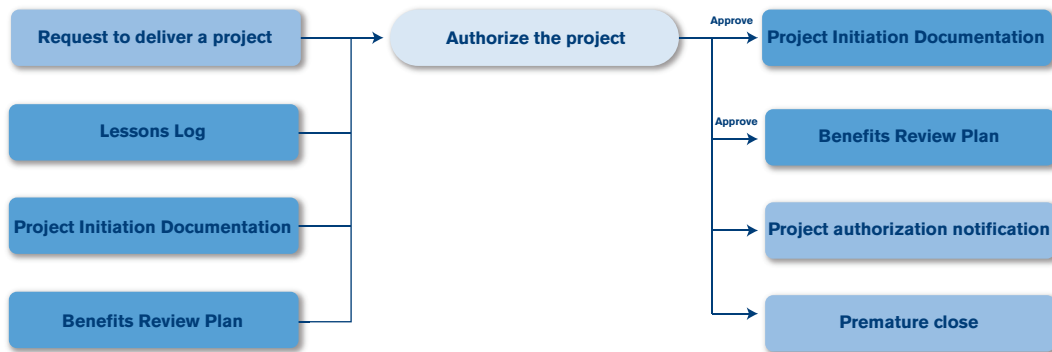 Request to deliver a project
Authorize the project
Approve
Project Initiation Documentation
Lessons Log
Approve
Benefits Review Plan
Project Initiation Documentation
Project authorization notification
Benefits Review Plan
Premature close